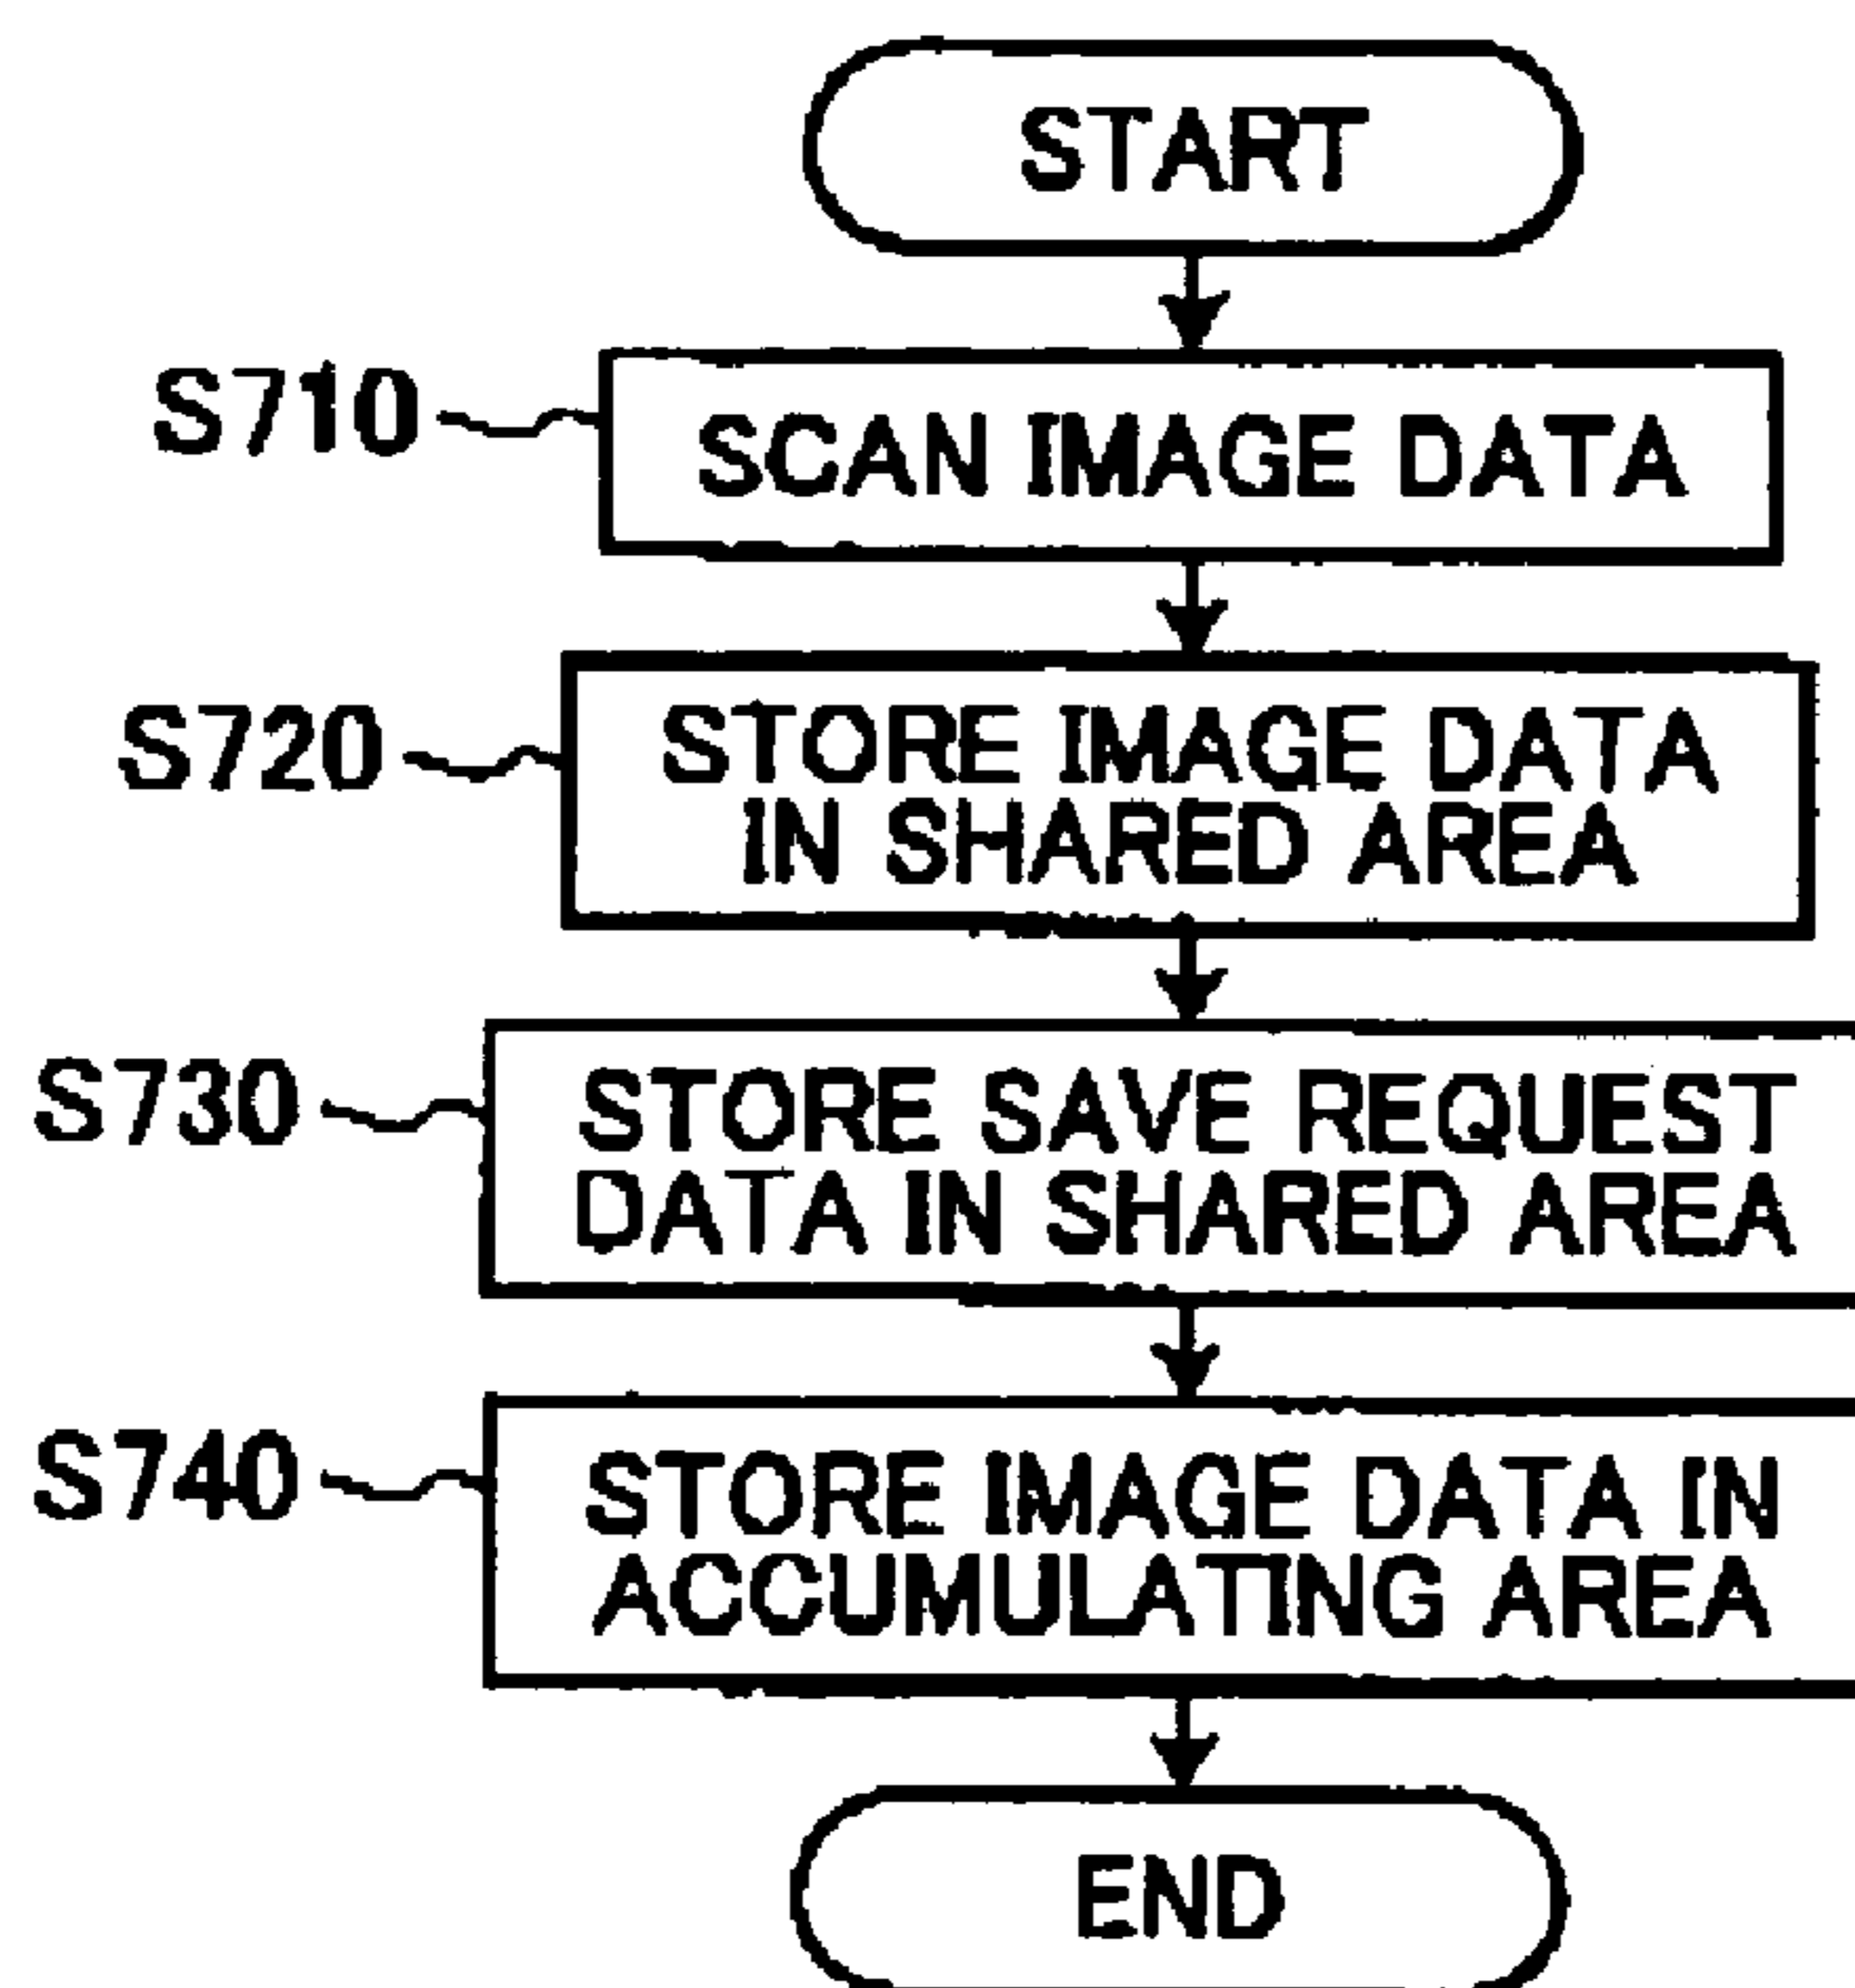 START
S710
SCAN IMAGE DATA
S720
STORE IMAGE DATA
IN SHARED AREA
S730
STORE SAVE REQUEST
DATA IN SHARED AREA
S740
STORE IMAGE DATA IN
ACCUMULATING AREA
END